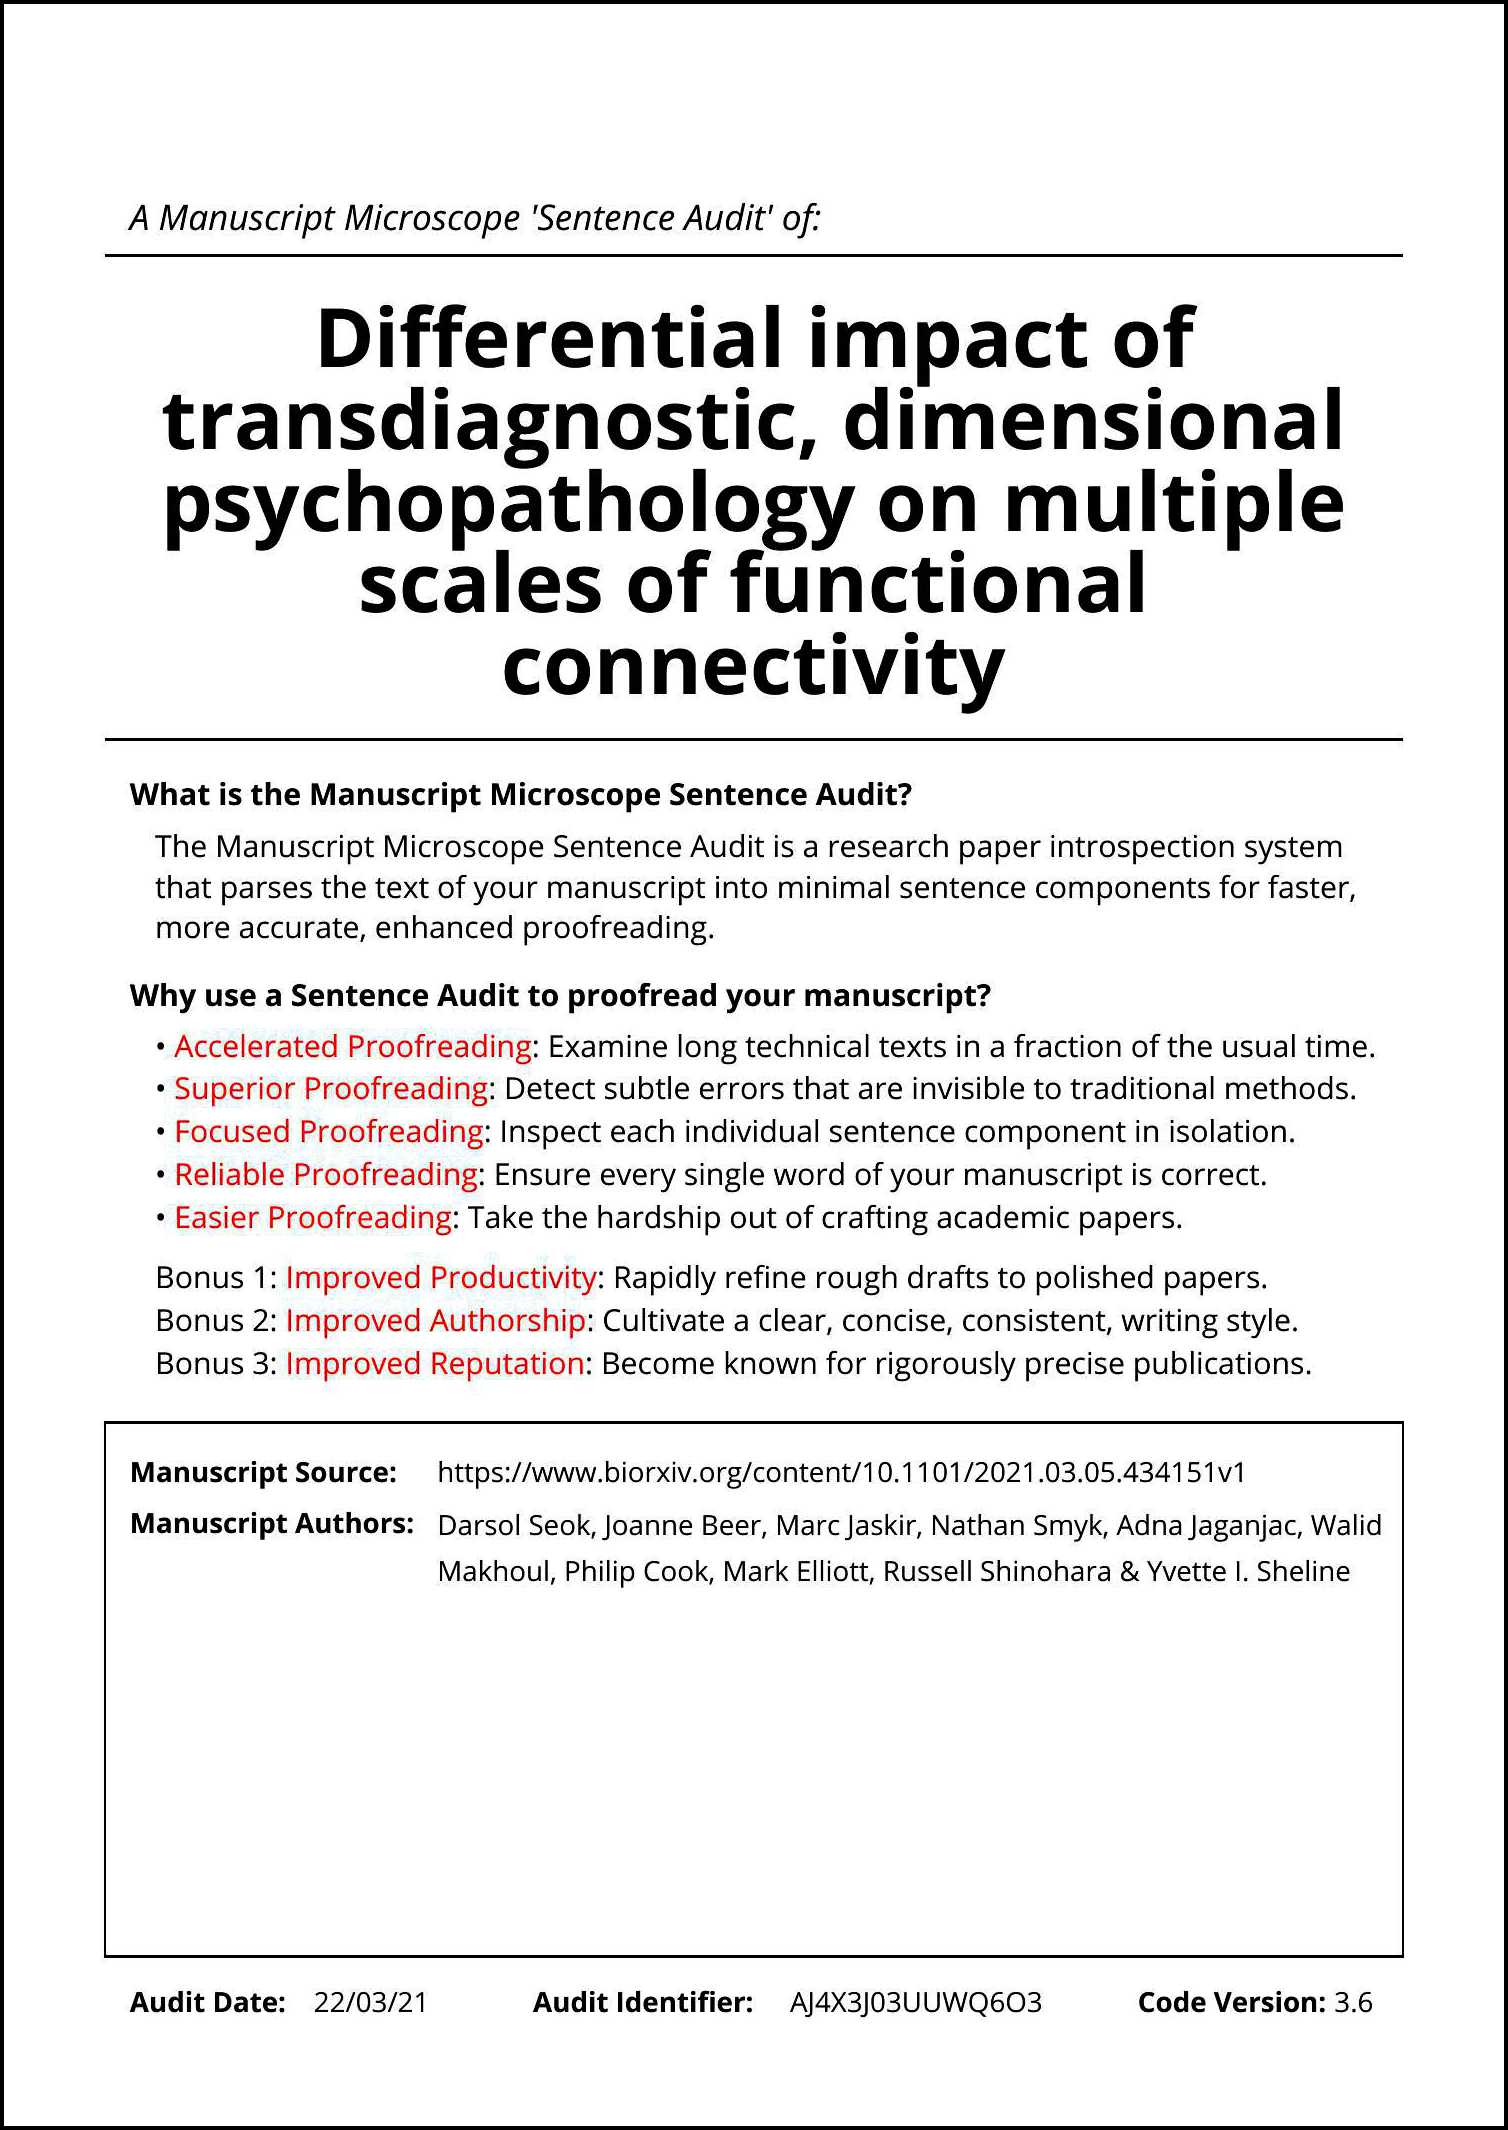 A Manuscript Microscope 'Sentence Audit' of:
Differential impact of
transdiagnostic, dimensional
psychopathology on multiple
scales of functional
connectivity
What is the Manuscript Microscope Sentence Audit?
The Manuscript Microscope Sentence Audit is a research paper introspection system
that parses the text of your manuscript into minimal sentence components for faster,
more accurate, enhanced proofreading.
Why use a Sentence Audit to proofread your manuscript?
• Accelerated Proofreading: Examine long technical texts in a fraction of the usual time.
• Superior Proofreading: Detect subtle errors that are invisible to traditional methods.
• Focused Proofreading: Inspect each individual sentence component in isolation.
• Reliable Proofreading: Ensure every single word of your manuscript is correct.
• Easier Proofreading: Take the hardship out of crafting academic papers.
Bonus 1: Improved Productivity: Rapidly refine rough drafts to polished papers.
Bonus 2: Improved Authorship: Cultivate a clear, concise, consistent, writing style.
Bonus 3: Improved Reputation: Become known for rigorously precise publications.
Manuscript Source: https://www.biorxiv.org/content/10.1101/2021.03.05.434151v1
Manuscript Authors: Darsol Seok, Joanne Beer, Marc Jaskir, Nathan Smyk, Adna Jaganjac, Walid
Makhoul, Philip Cook, Mark Elliott, Russell Shinohara & Yvette I. Sheline
Audit Date: 22/03/21 Audit Identifier: AJ4X3J03UUWQ6O3 Code Version: 3.6